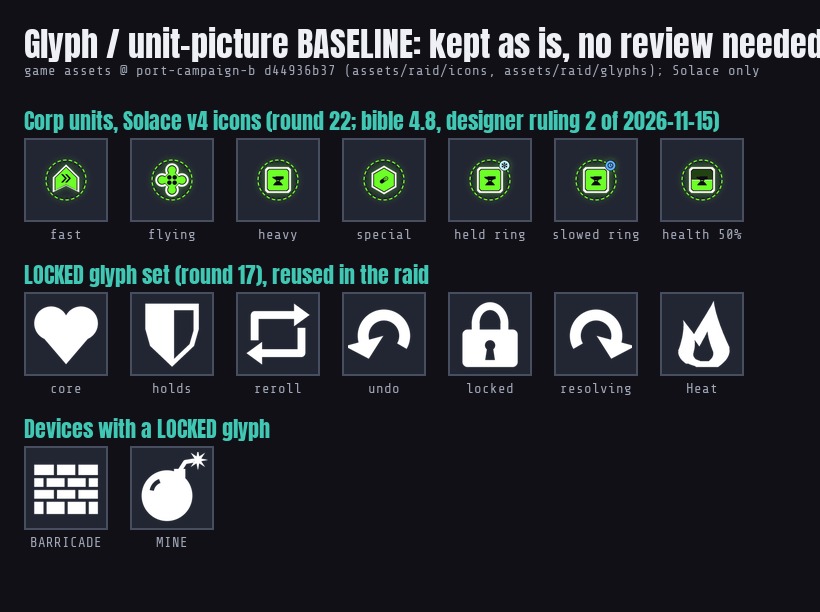 Glyph / unit-picture BASELINE: kept as is, no review needed
game assets @ port-campaign-b d44936b37 (assets/raid/icons, assets/raid/glyphs); Solace only
Corp units, Solace v4 icons (round 22; bible 4.8, designer ruling 2 of 2026-11-15)
fast flying heavy special held ring slowed ring health 50%
LOCKED glyph set (round 17), reused in the raid
core holds reroll undo locked resolving Heat
Devices with a LOCKED glyph
BARRICADE MINE